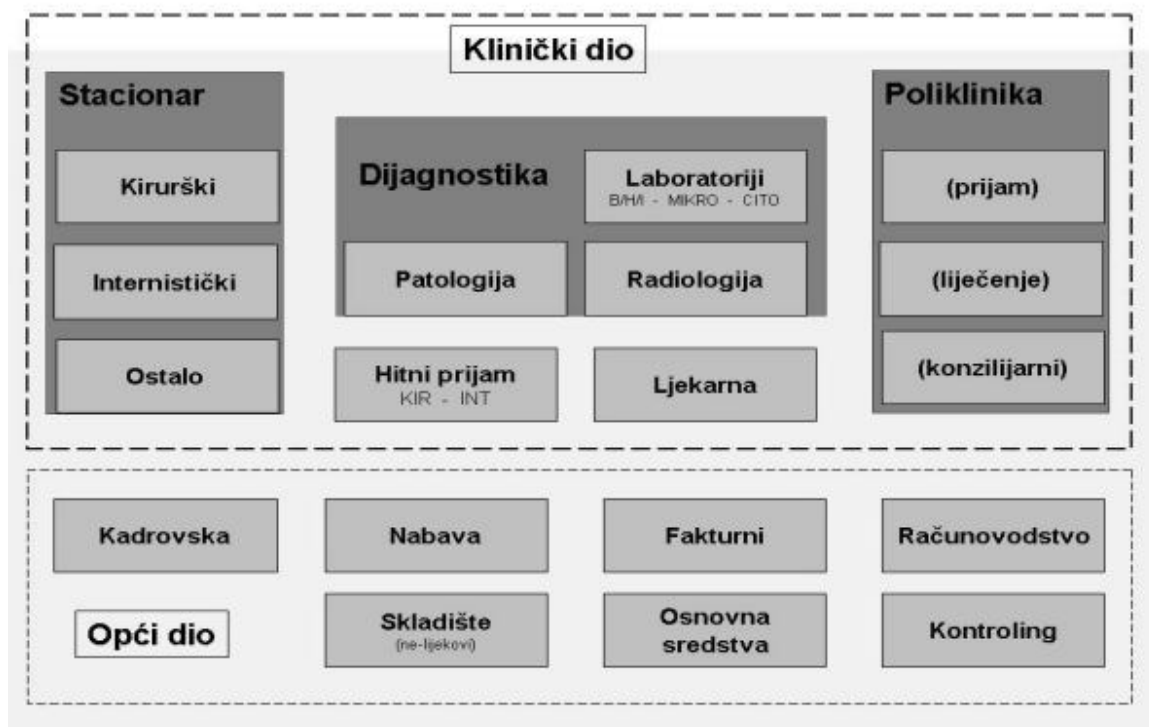 Klinički dio
Stacionar
Kirurški
Internistički
Ostalo
Dijagnostika
Laboratoriji
B/H/I - MIKRO - CITO
Patologija
Radiologija
Hitni prijam
KIR - INT
Ljekarna
Poliklinika
(prijam)
(liječenje)
(konzilijarni)
Kadrovska
Nabava
Fakturni
Računovodstvo
Opći dio
Skladište
(ne-lijekovi)
Osnovna
sredstva
Kontroling